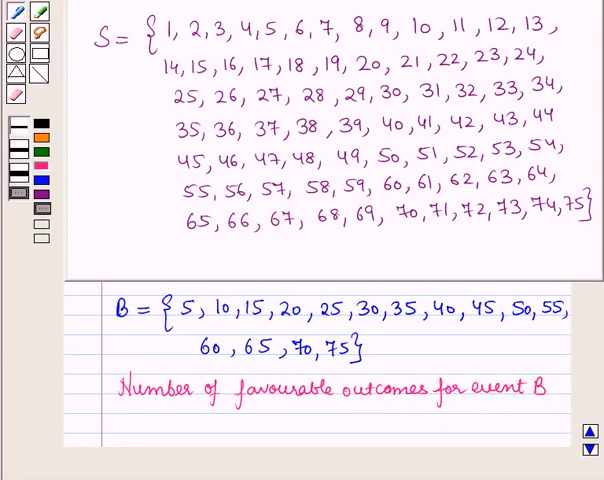 S = { 1, 2, 3, 4, 5, 6, 7, 8, 9, 10, 11, 12, 13,
14, 15, 16, 17, 18, 19, 20, 21, 22, 23, 24,
25, 26, 27, 28, 29, 30, 31, 32, 33, 34,
35, 36, 37, 38, 39, 40, 41, 42, 43, 44
45, 46, 47, 48, 49, 50, 51, 52, 53, 54,
55, 56, 57, 58, 59, 60, 61, 62, 63, 64
65, 66, 67, 68, 69, 70, 71, 72, 73, 74, 75}
B = { 5, 10, 15, 20, 25, 30, 35, 40, 45, 50, 55,
60, 65, 70, 75}
Number of favourable outcomes for event B